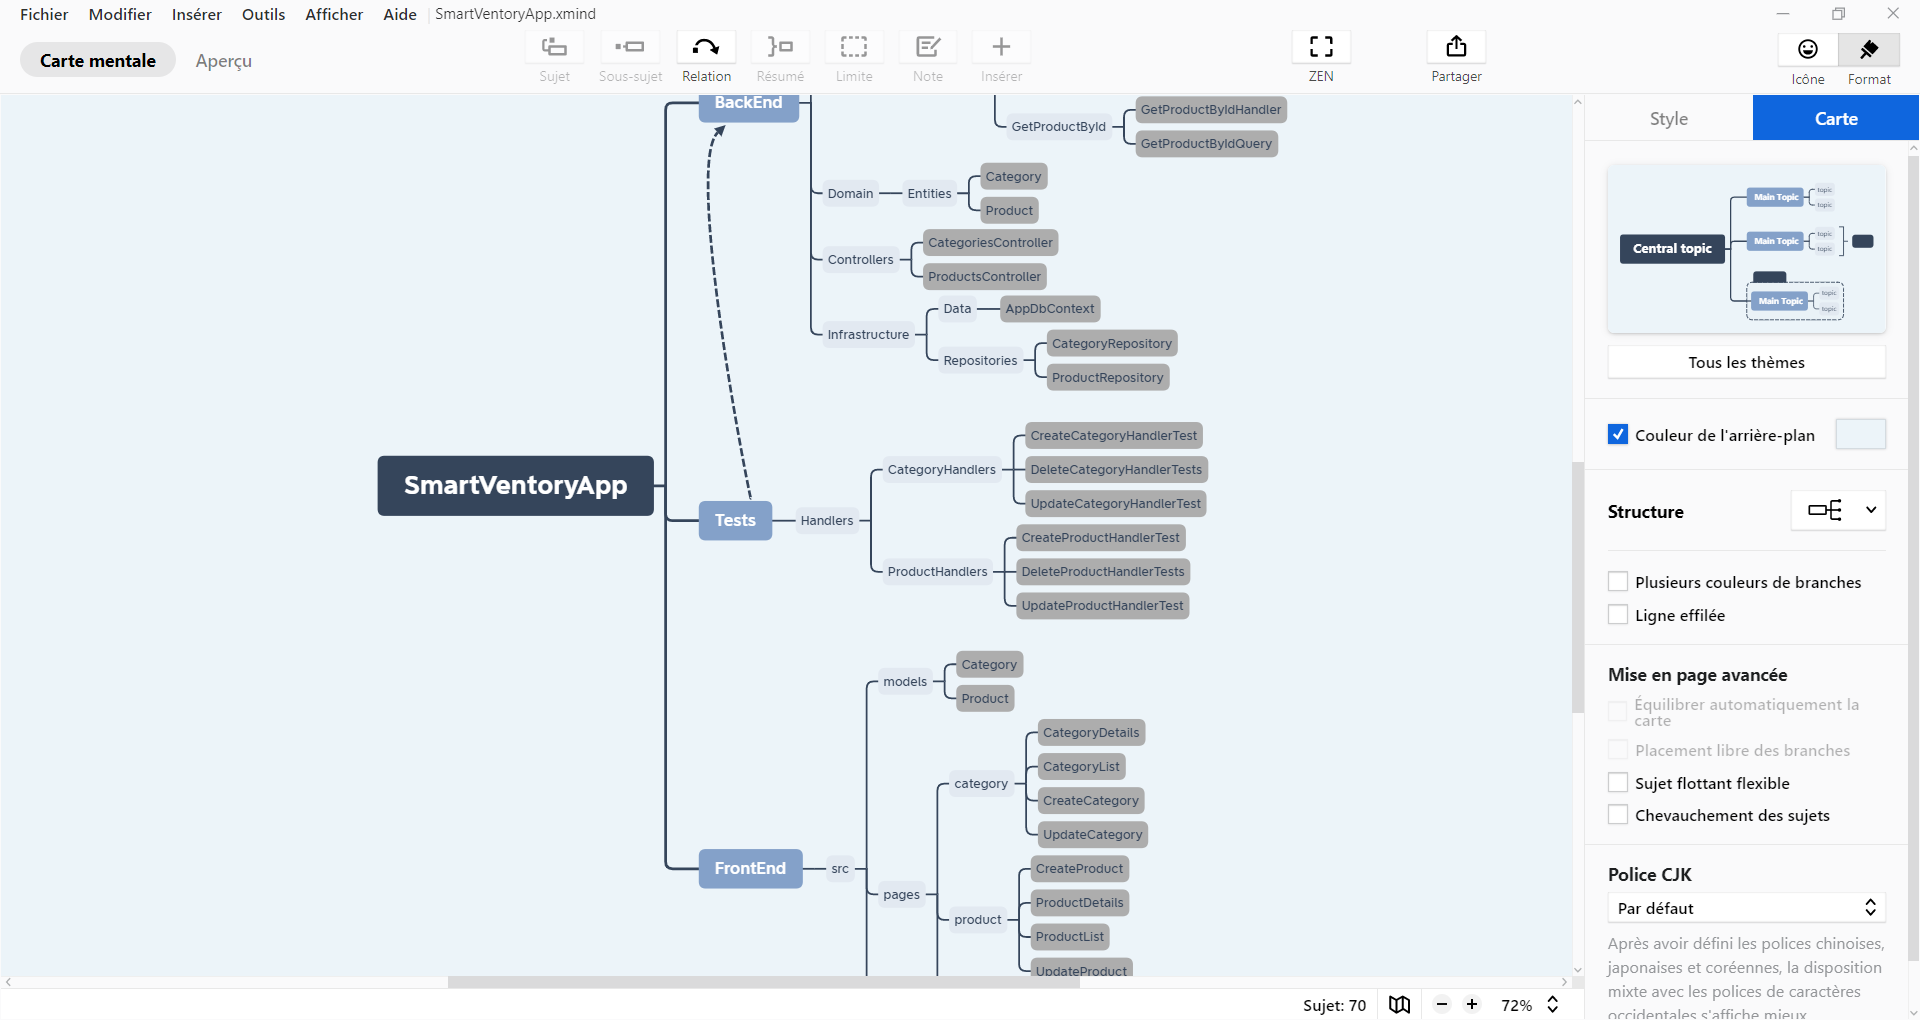 Fichier Modifier Insérer Outils Afficher Aide SmartVentoryApp.xmind
Carte mentale Aperçu
Sujet Sous-sujet Relation Résumé Limite Note Insérer ZEN Partager Icône Format
BackEnd
GetProductById
GetProductByIdHandler
GetProductByIdQuery
Domain
Entities
Category
Product
Controllers
CategoriesController
ProductsController
Infrastructure
Data
AppDbContext
Repositories
CategoryRepository
ProductRepository
SmartVentoryApp
Tests
Handlers
CategoryHandlers
CreateCategoryHandlerTest
DeleteCategoryHandlerTests
UpdateCategoryHandlerTest
ProductHandlers
CreateProductHandlerTest
DeleteProductHandlerTests
UpdateProductHandlerTest
FrontEnd
src
models
Category
Product
pages
category
CategoryDetails
CategoryList
CreateCategory
UpdateCategory
product
CreateProduct
ProductDetails
ProductList
UpdateProduct
Style Carte
Central topic
Main Topic
topic
topic
Main Topic
topic
topic
Main Topic
topic
topic
Tous les thèmes
Couleur de l'arrière-plan
Structure
Plusieurs couleurs de branches
Ligne effilée
Mise en page avancée
Équilibrer automatiquement la
carte
Placement libre des branches
Sujet flottant flexible
Chevauchement des sujets
Police CJK
Par défaut
Après avoir défini les polices chinoises,
japonaises et coréennes, la disposition
mixte avec les polices de caractères
occidentales s'affiche mieux.
Sujet: 70 72%